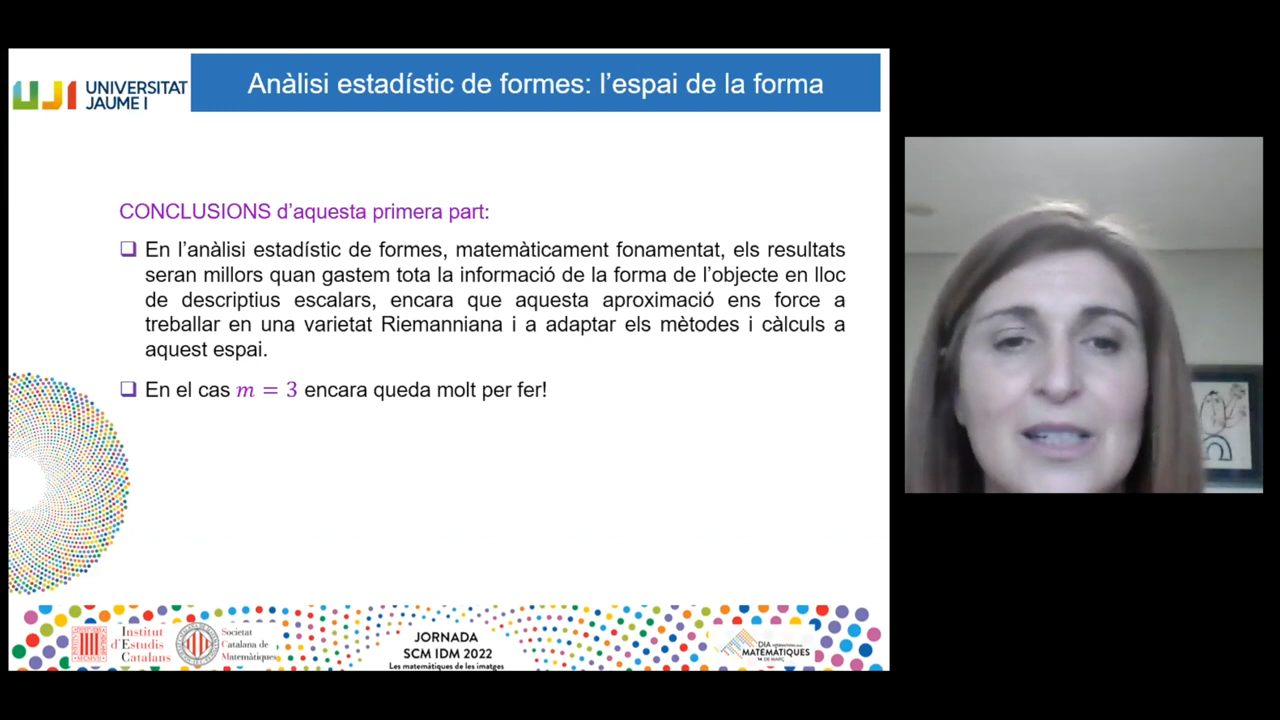 UNIVERSITAT
JAUME I
Anàlisi estadístic de formes: l'espai de la forma
CONCLUSIONS d'aquesta primera part:
En l'anàlisi estadístic de formes, matemàticament fonamentat, els resultats
seran millors quan gastem tota la informació de la forma de l'objecte en lloc
de descriptius escalars, encara que aquesta aproximació ens force a
treballar en una varietat Riemanniana i a adaptar els mètodes i càlculs a
aquest espai.
En el cas m = 3 encara queda molt per fer!
Institut
d'Estudis
Catalans
Societat
Catalana de
Matemàtiques
JORNADA
SCM IDM 2022
Les matemàtiques de les imatges
DIA
MATEMÀTIQUES
14 DE MARÇ